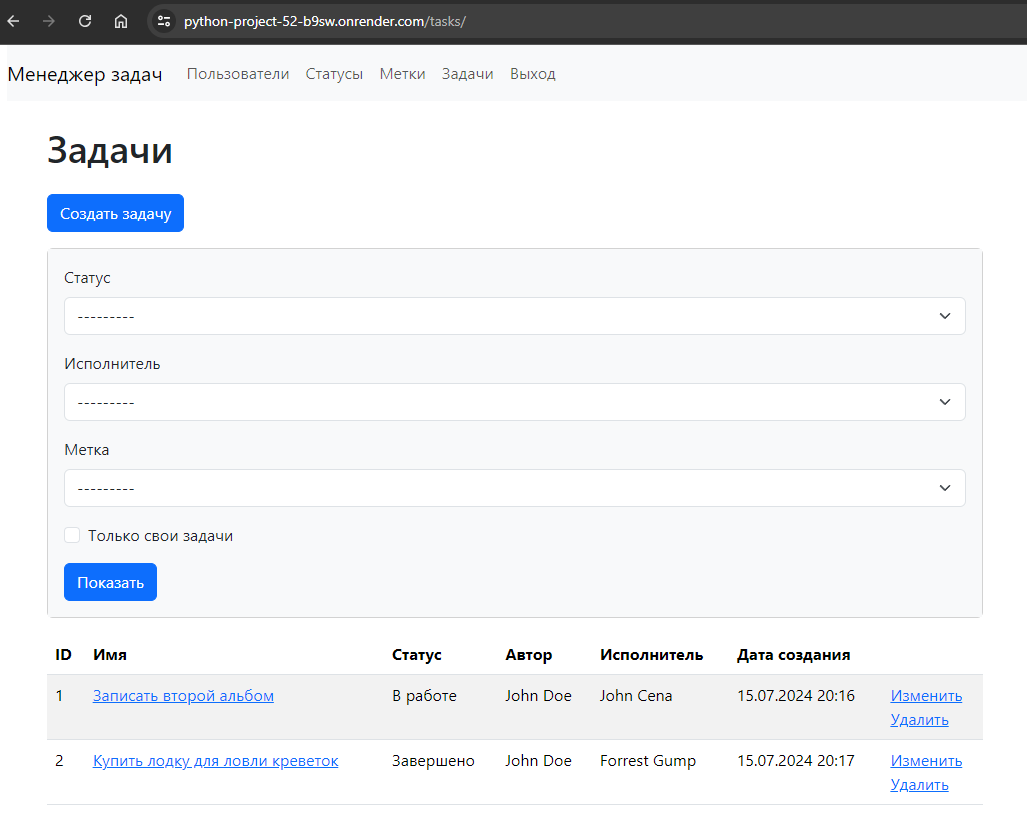 python-project-52-b9sw.onrender.com/tasks/
Менеджер задач Пользователи Статусы Метки Задачи Выход
Задачи
Создать задачу
Статус
---------
Исполнитель
---------
Метка
---------
Только свои задачи
Показать
ID Имя Статус Автор Исполнитель Дата создания
1 Записать второй альбом В работе John Doe John Cena 15.07.2024 20:16 Изменить
Удалить
2 Купить лодку для ловли креветок Завершено John Doe Forrest Gump 15.07.2024 20:17 Изменить
Удалить